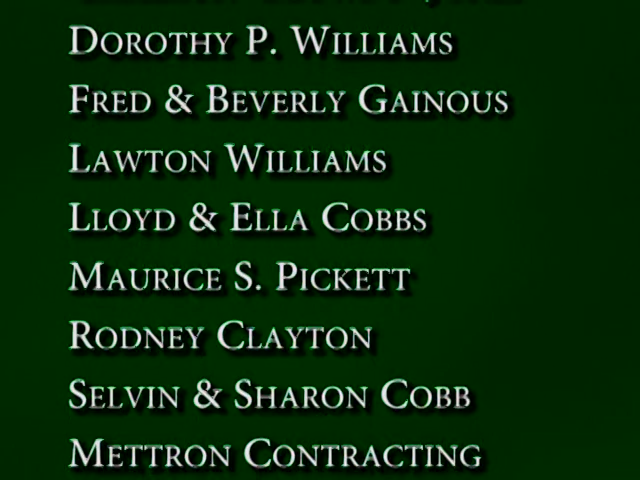 Dorothy P. Williams
Fred & Beverly Gainous
Lawton Williams
Lloyd & Ella Cobbs
Maurice S. Pickett
Rodney Clayton
Selvin & Sharon Cobb
Mettron Contracting